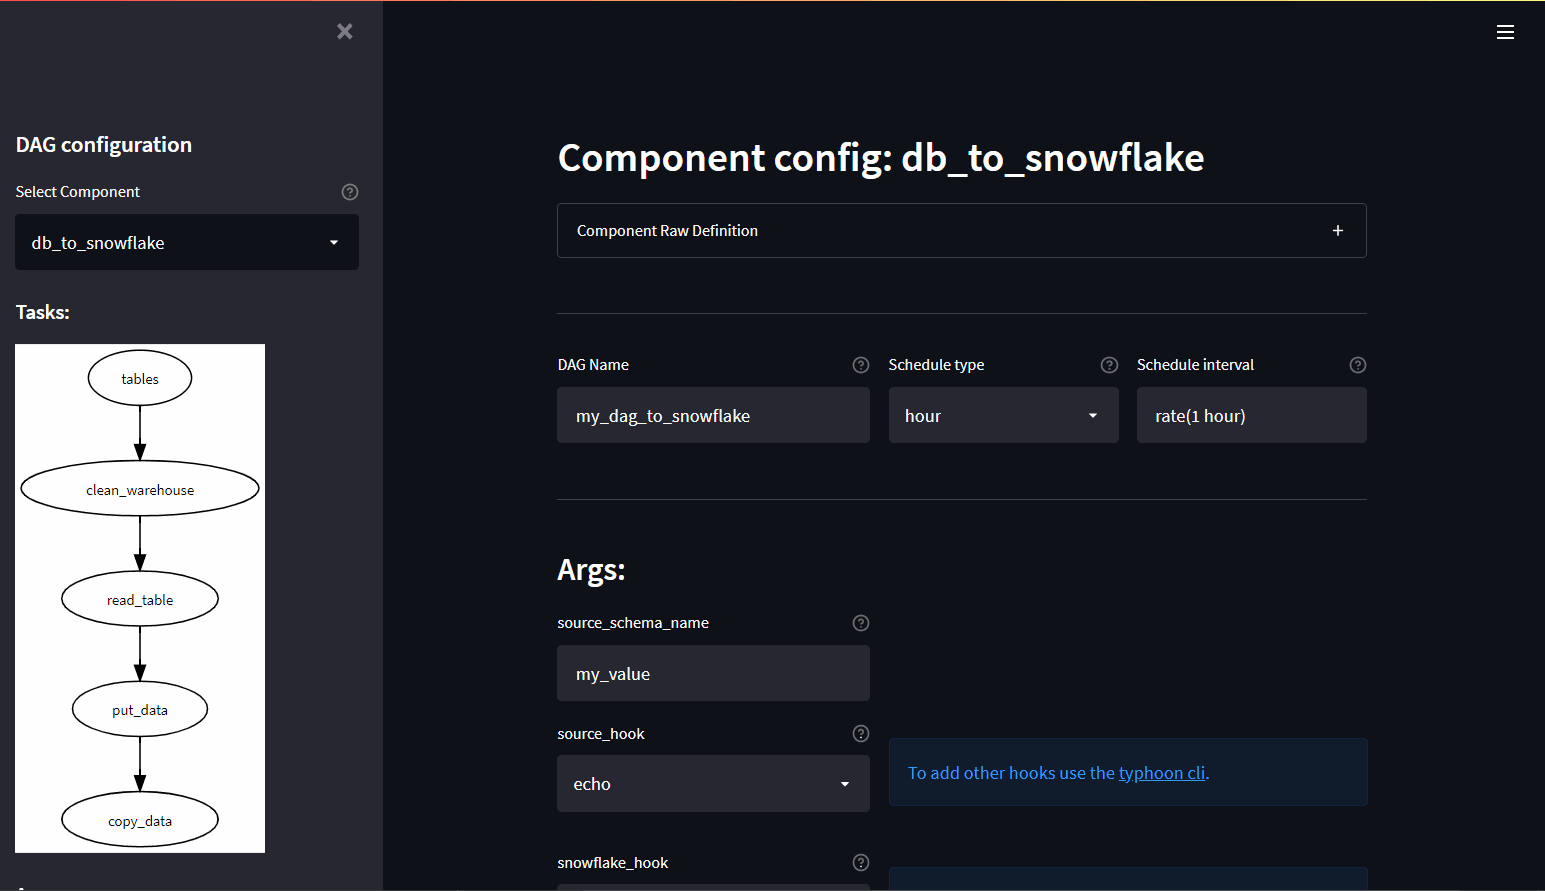 DAG configuration
Select Component
db_to_snowflake
Tasks:
tables
clean_warehouse
read_table
put_data
copy_data
Component config: db_to_snowflake
Component Raw Definition
DAG Name
Schedule type
Schedule interval
my_dag_to_snowflake
hour
rate(1 hour)
Args:
source_schema_name
my_value
source_hook
echo
To add other hooks use the typhoon cli.
snowflake_hook